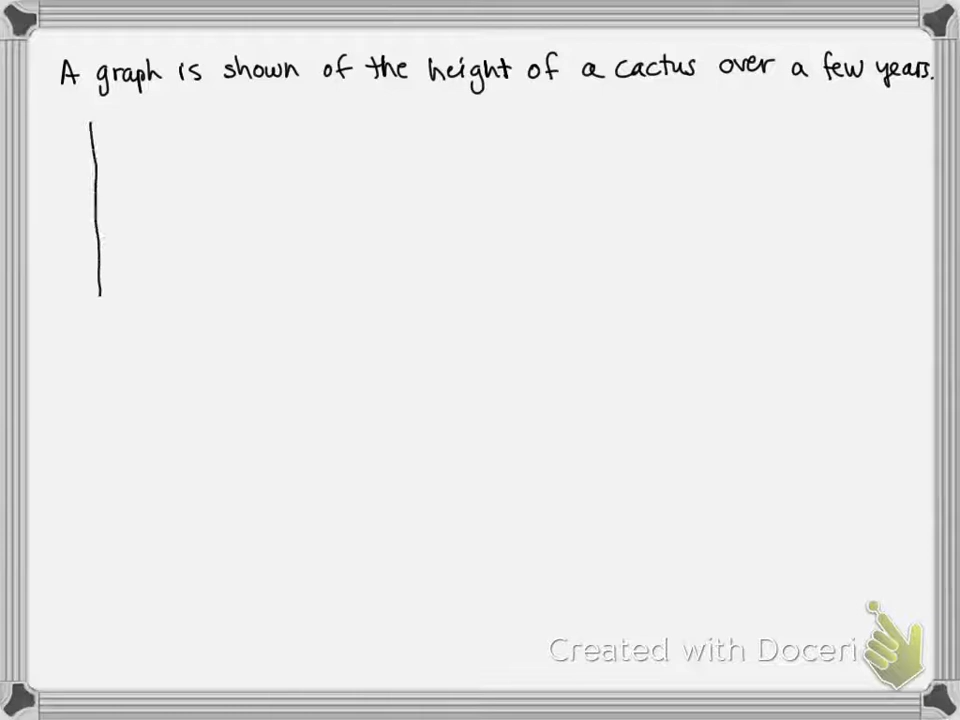 A graph is shown of the height of a cactus over a few years.
Created with Doceri